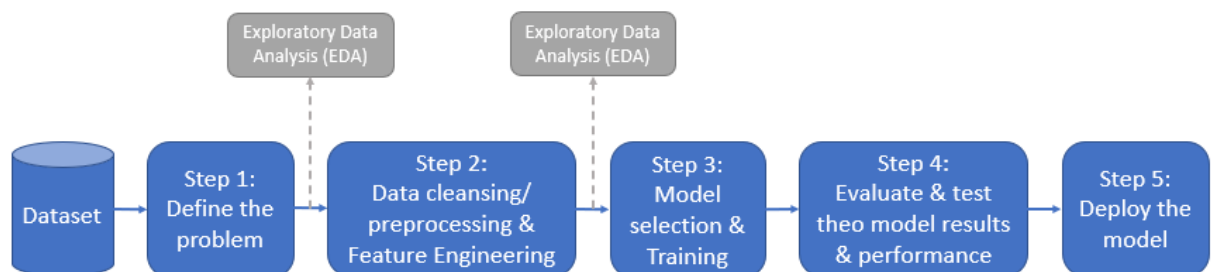 Exploratory Data
Analysis (EDA)
Exploratory Data
Analysis (EDA)
Dataset
Step 1:
Define the
problem
Step 2:
Data cleansing/
preprocessing &
Feature Engineering
Step 3:
Model
selection &
Training
Step 4:
Evaluate & test
theo model results
& performance
Step 5:
Deploy the
model